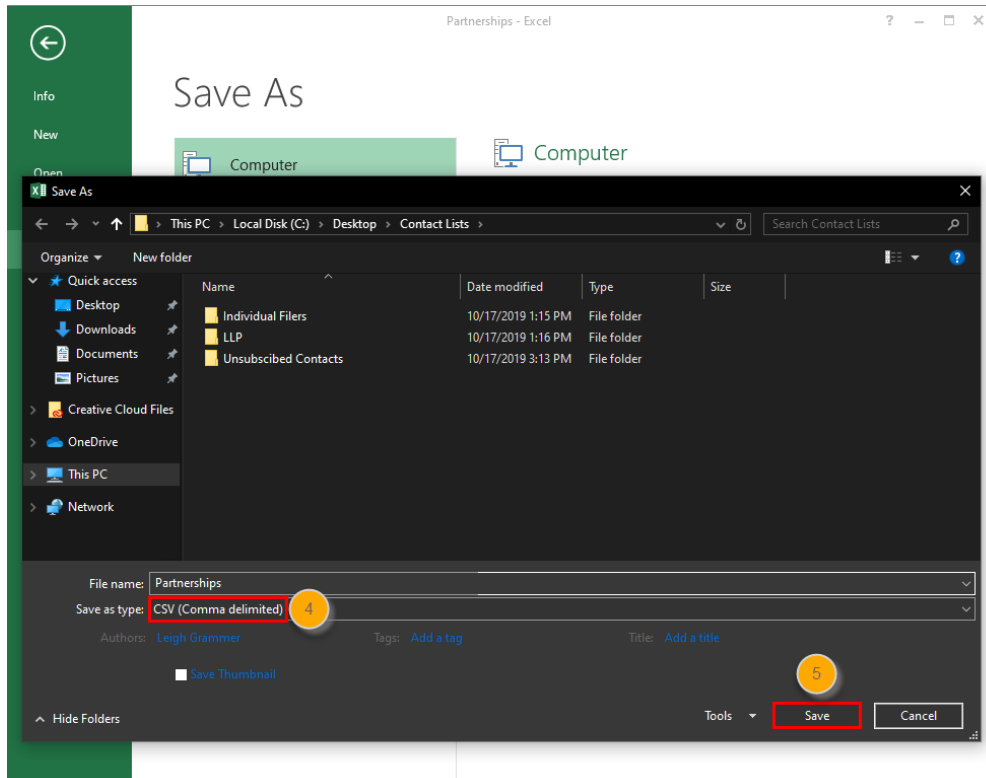 Partnerships - Excel
?
Info
Save As
New
Computer
Computer
Open
Save As
This PC > Local Disk (C:) > Desktop > Contact Lists >
Search Contact Lists
Organize
New folder
?
Quick access
Name
Date modified
Type
Size
Desktop
Individual Filers 10/17/2019 1:15 PM File folder
Downloads
LLP 10/17/2019 1:16 PM File folder
Documents
Unsubscibed Contacts 10/17/2019 3:13 PM File folder
Pictures
Creative Cloud Files
OneDrive
This PC
Network
File name: Partnerships
Save as type: CSV (Comma delimited) 4
Authors: Leigh Grammer Tags: Add a tag Title: Add a title
Save Thumbnail
5
Hide Folders
Tools
Save
Cancel